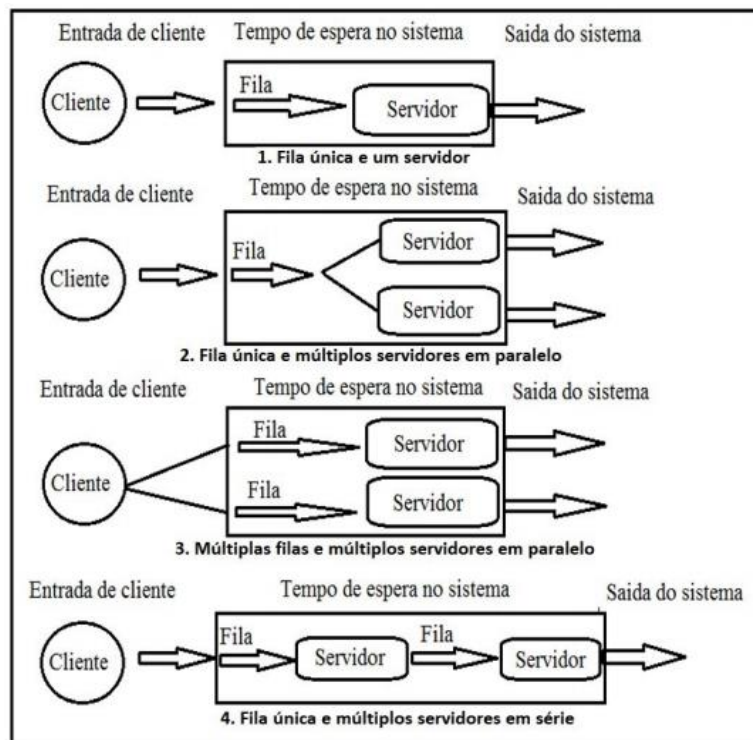 Entrada de cliente Tempo de espera no sistema Saida do sistema
Cliente Fila Servidor
1. Fila única e um servidor
Entrada de cliente Tempo de espera no sistema Saida do sistema
Cliente Fila Servidor
Servidor
2. Fila única e múltiplos servidores em paralelo
Entrada de cliente Tempo de espera no sistema Saida do sistema
Cliente Fila Servidor
Fila Servidor
3. Múltiplas filas e múltiplos servidores em paralelo
Entrada de cliente Tempo de espera no sistema Saida do sistema
Cliente Fila Servidor Fila Servidor
4. Fila única e múltiplos servidores em série